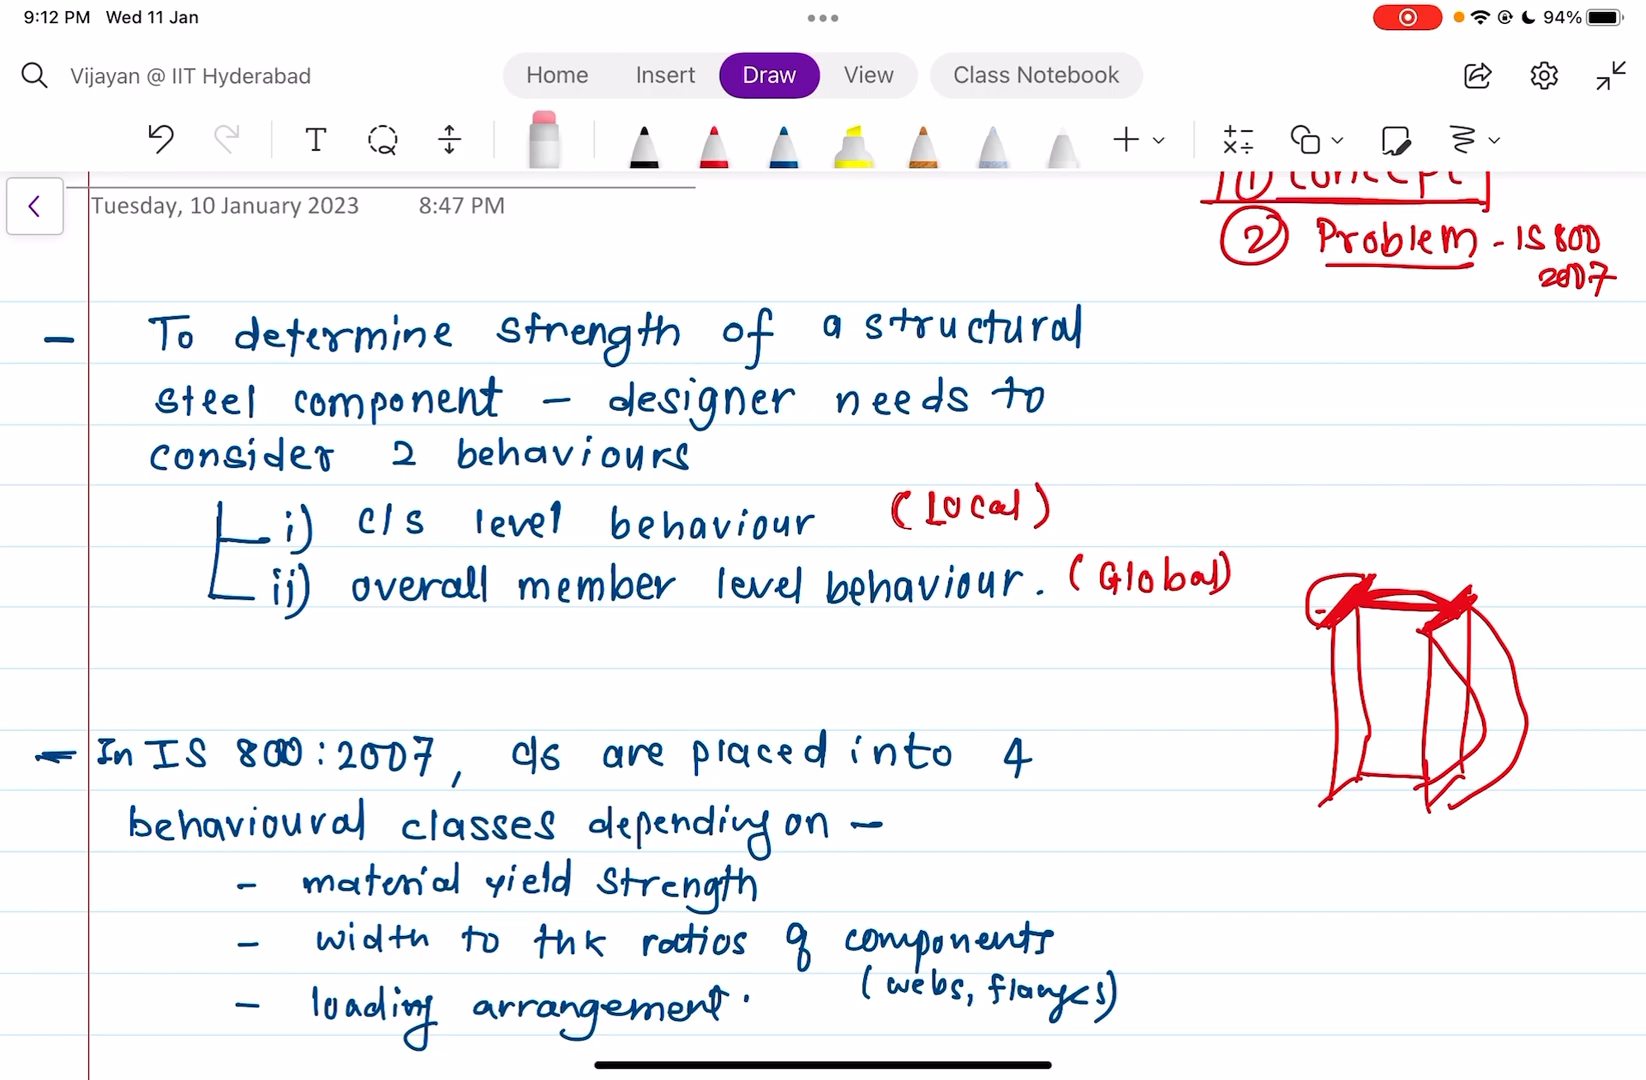 9:12 PM Wed 11 Jan
94%
Vijayan @ IIT Hyderabad
Home Insert Draw View Class Notebook
T
(1) Concept
Tuesday, 10 January 2023 8:47 PM
(2) Problem - IS 800
2007
- To determine strength of a structural
steel component - designer needs to
consider 2 behaviours
i) c/s level behaviour (Local)
ii) overall member level behaviour. (Global)
- In IS 800:2007, c/s are placed into 4
behavioural classes depending on -
- material yield strength
- width to thk ratios of components
(webs, flanges)
- loading arrangement.